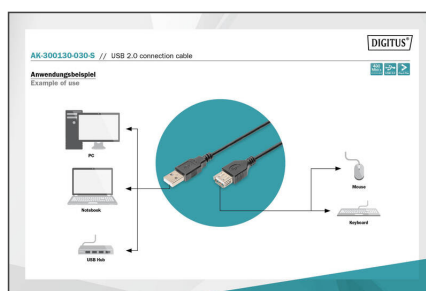 DIGITUS®
AK-300130-030-S // USB 2.0 connection cable
Anwendungsbeispiel
Example of use
PC
Notebook
USB Hub
Mouse
Keyboard